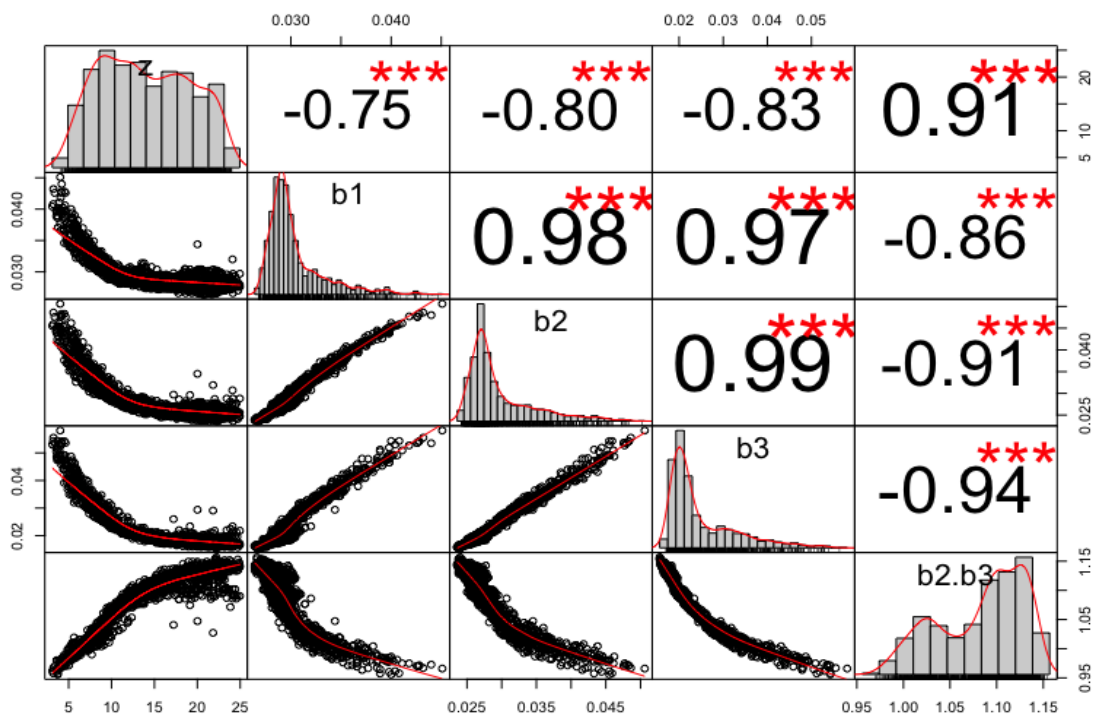 0.030 0.040 0.02 0.03 0.04 0.05
z -0.75 *** -0.80 *** -0.83 *** 0.91 *** 5 10 20
0.030 0.040 b1 0.98 *** 0.97 *** -0.86 ***
b2 0.99 *** -0.91 *** 0.025 0.040
0.02 0.04 b3 -0.94 ***
b2.b3 0.95 1.05 1.15
5 10 15 20 25 0.025 0.035 0.045 0.95 1.00 1.05 1.10 1.15